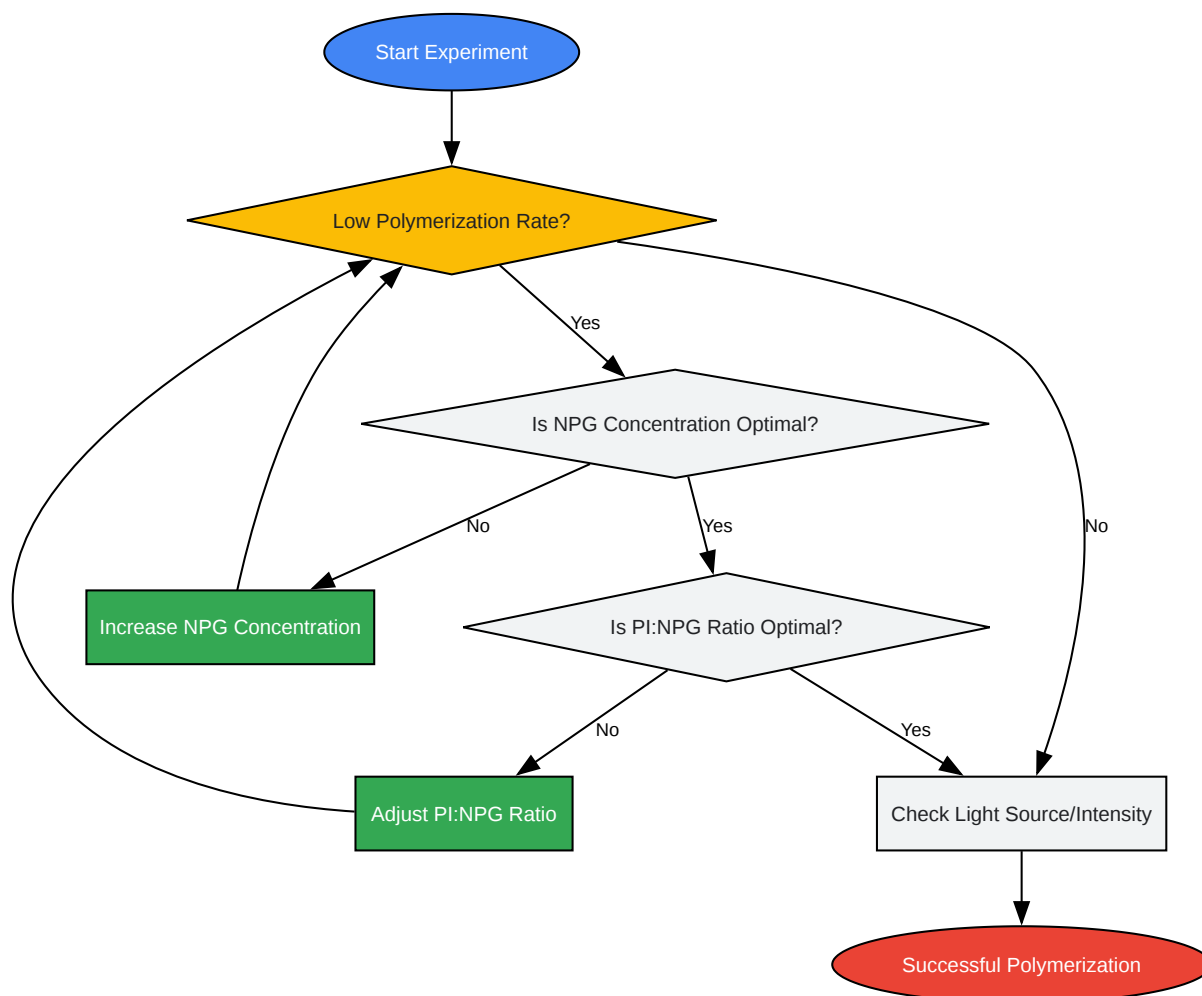 Start Experiment
Low Polymerization Rate?
Yes
Is NPG Concentration Optimal?
No
Yes
No
Increase NPG Concentration
Is PI:NPG Ratio Optimal?
No
Yes
Adjust PI:NPG Ratio
Check Light Source/Intensity
Successful Polymerization